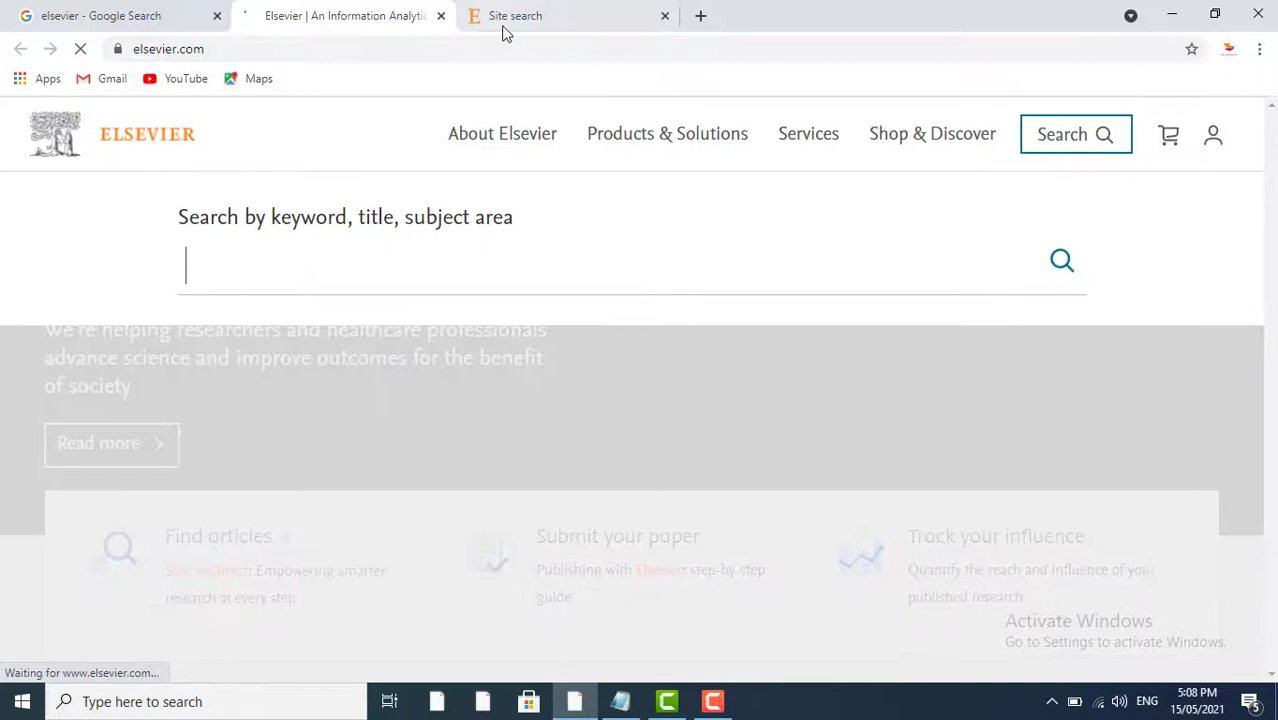 elsevier - Google Search
Elsevier | An Information Analytic
Site search
elsevier.com
Apps
Gmail
YouTube
Maps
ELSEVIER
About Elsevier
Products & Solutions
Services
Shop & Discover
Search
Search by keyword, title, subject area
We're helping researchers and healthcare professionals
advance science and improve outcomes for the benefit
of society
Read more
Find articles
Submit your paper
Track your influence
ScienceDirect: Empowering smarter
research at every step
Publishing with Elsevier: step-by-step
guide
Quantify the reach and influence of your
published research
Activate Windows
Go to Settings to activate Windows.
Waiting for www.elsevier.com...
Type here to search
ENG
5:08 PM
15/05/2021
5